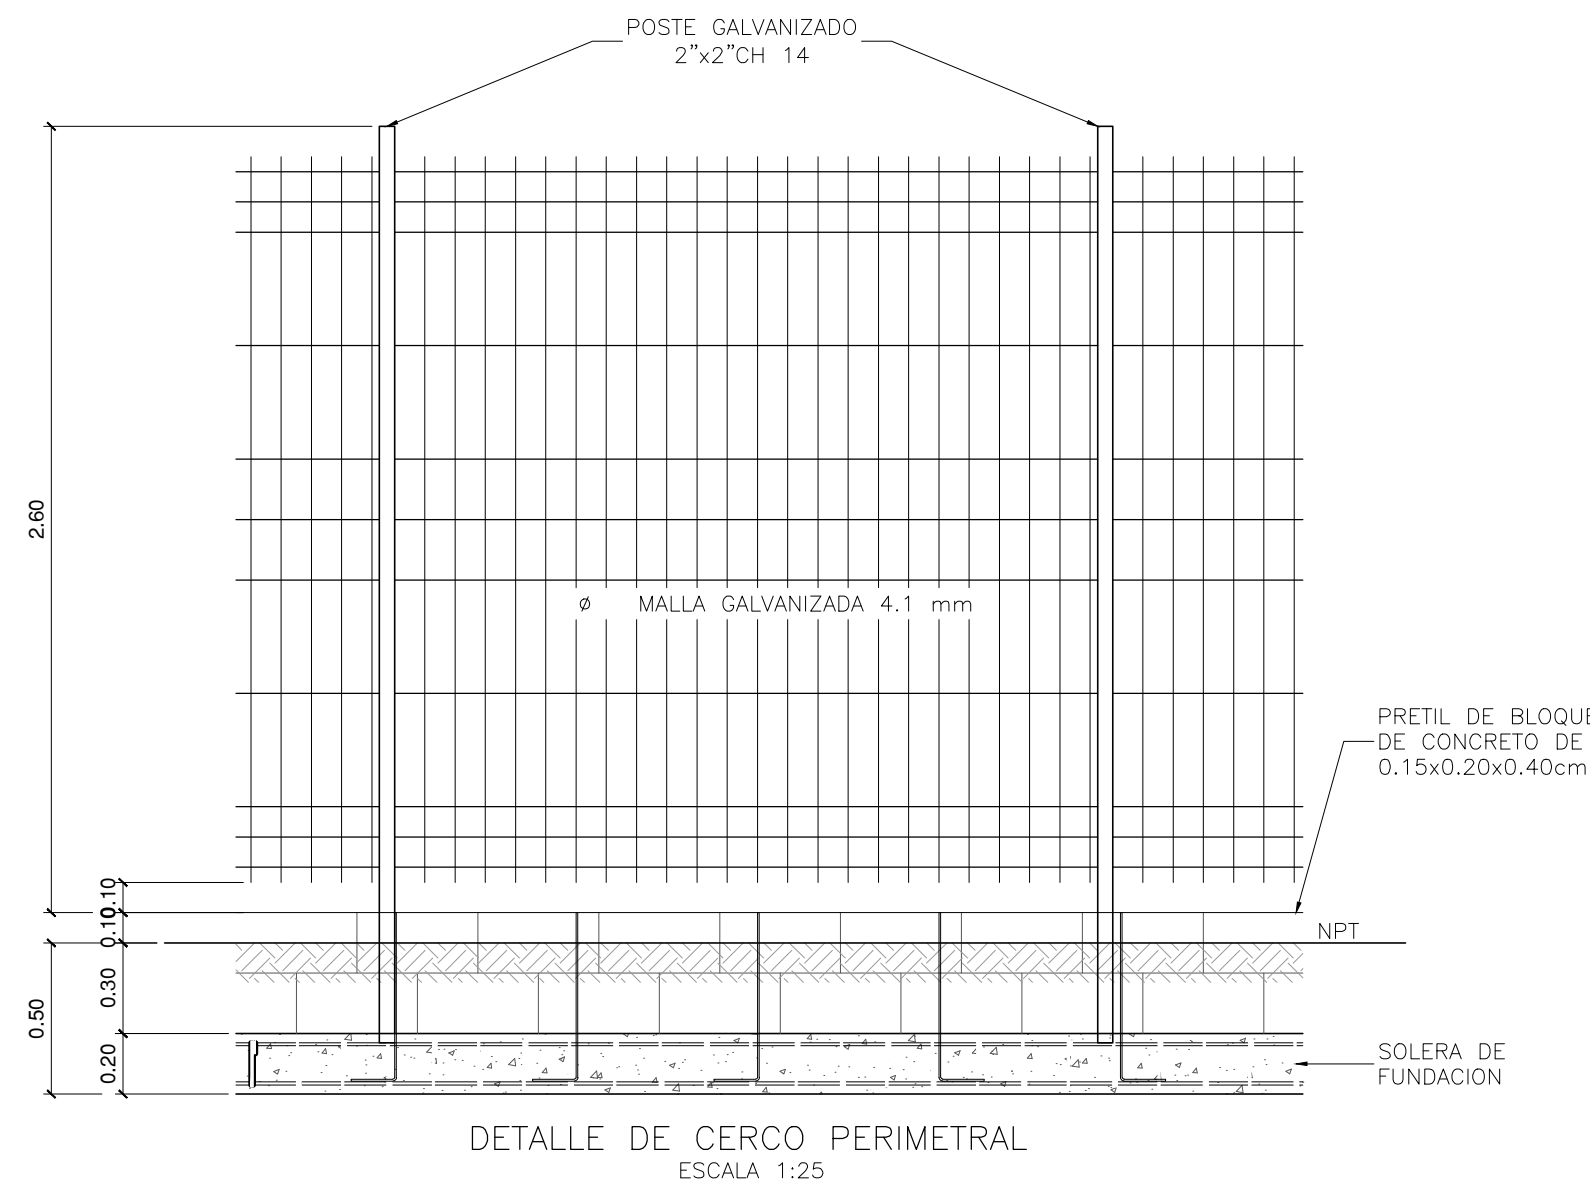 POSTE GALVANIZADO
2"x2"CH 14
2.60
Ø MALLA GALVANIZADA 4.1 mm
PRETIL DE BLOQUE
DE CONCRETO DE
0.15x0.20x0.40cm
0.10
0.10
NPT
0.30
0.50
0.20
SOLERA DE
FUNDACION
DETALLE DE CERCO PERIMETRAL
ESCALA 1:25